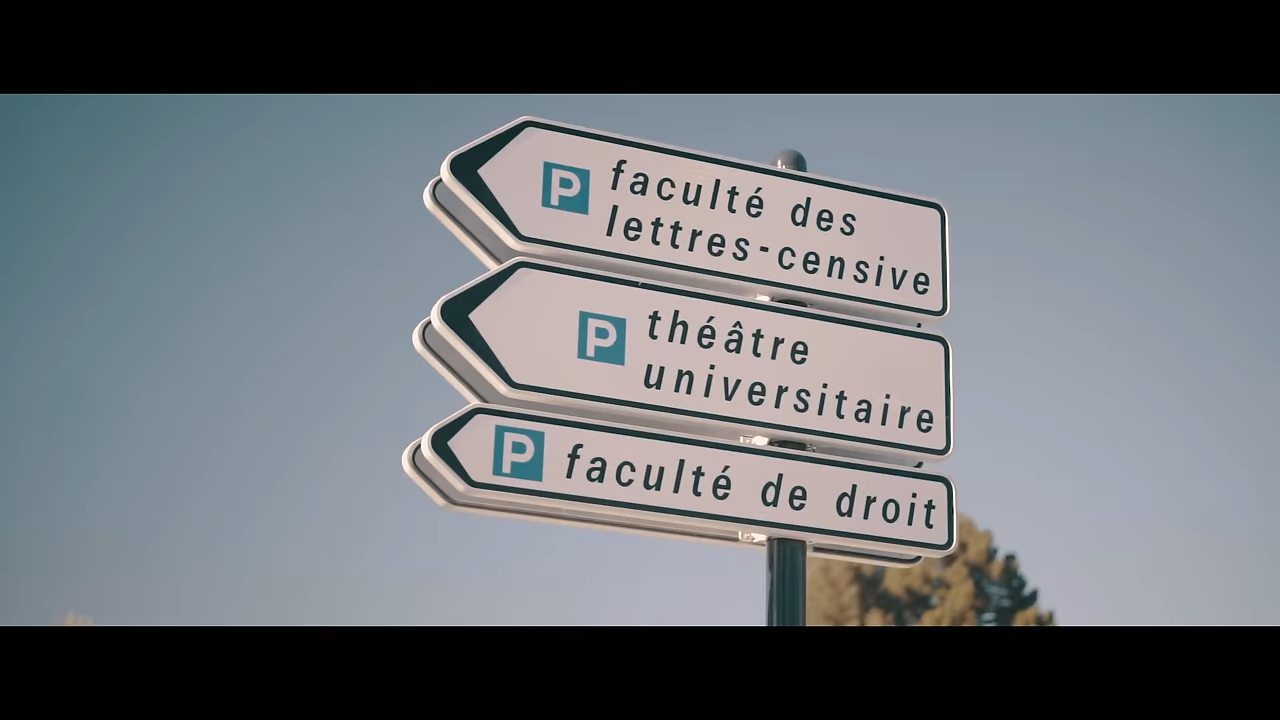 P faculté des
lettres-censive
P théâtre
universitaire
P faculté de droit